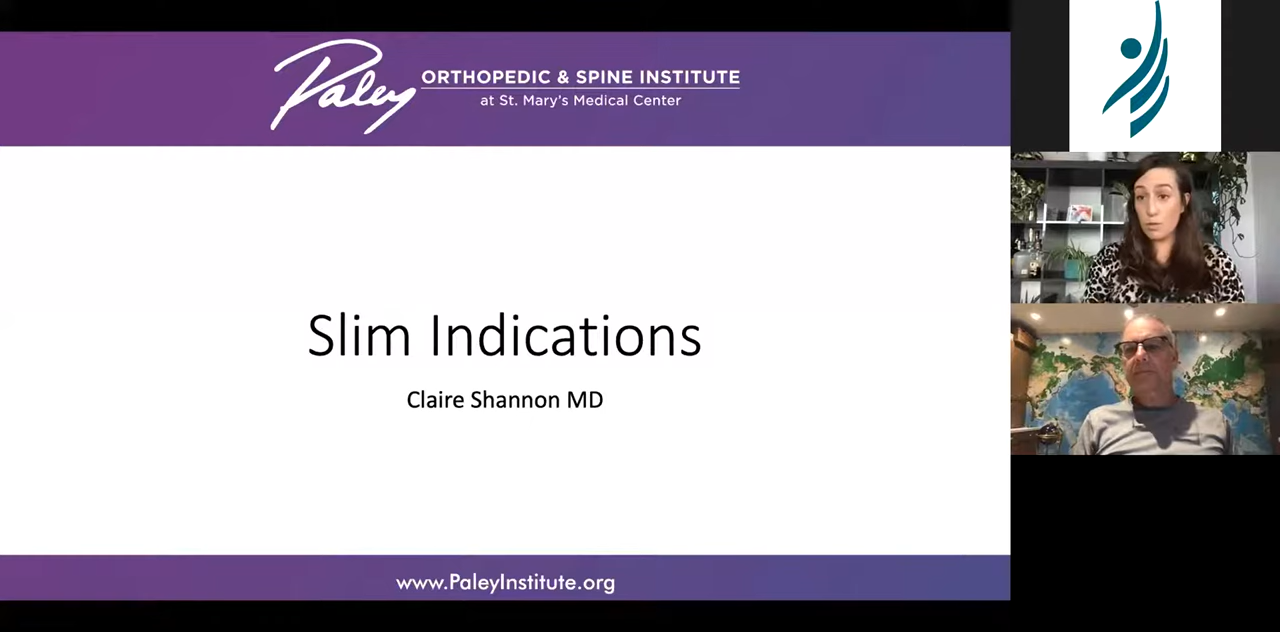 Paley
ORTHOPEDIC & SPINE INSTITUTE
at St. Mary's Medical Center
Slim Indications
Claire Shannon MD
www.PaleyInstitute.org